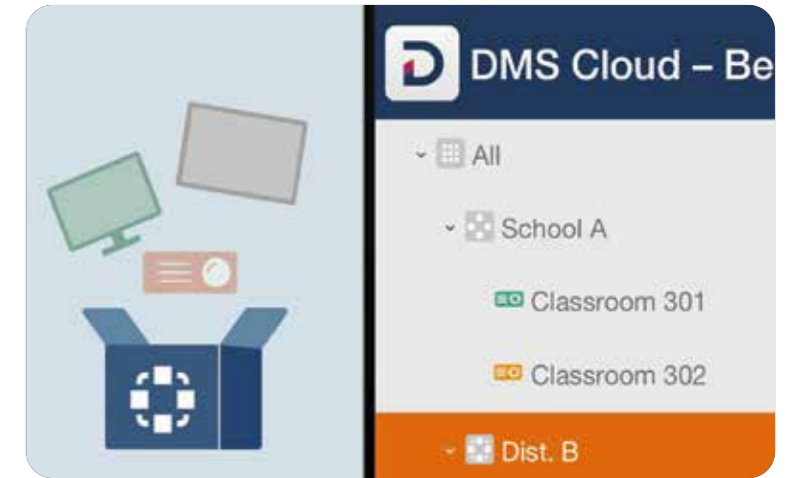 DMS Cloud – Be
All
School A
Classroom 301
Classroom 302
Dist. B